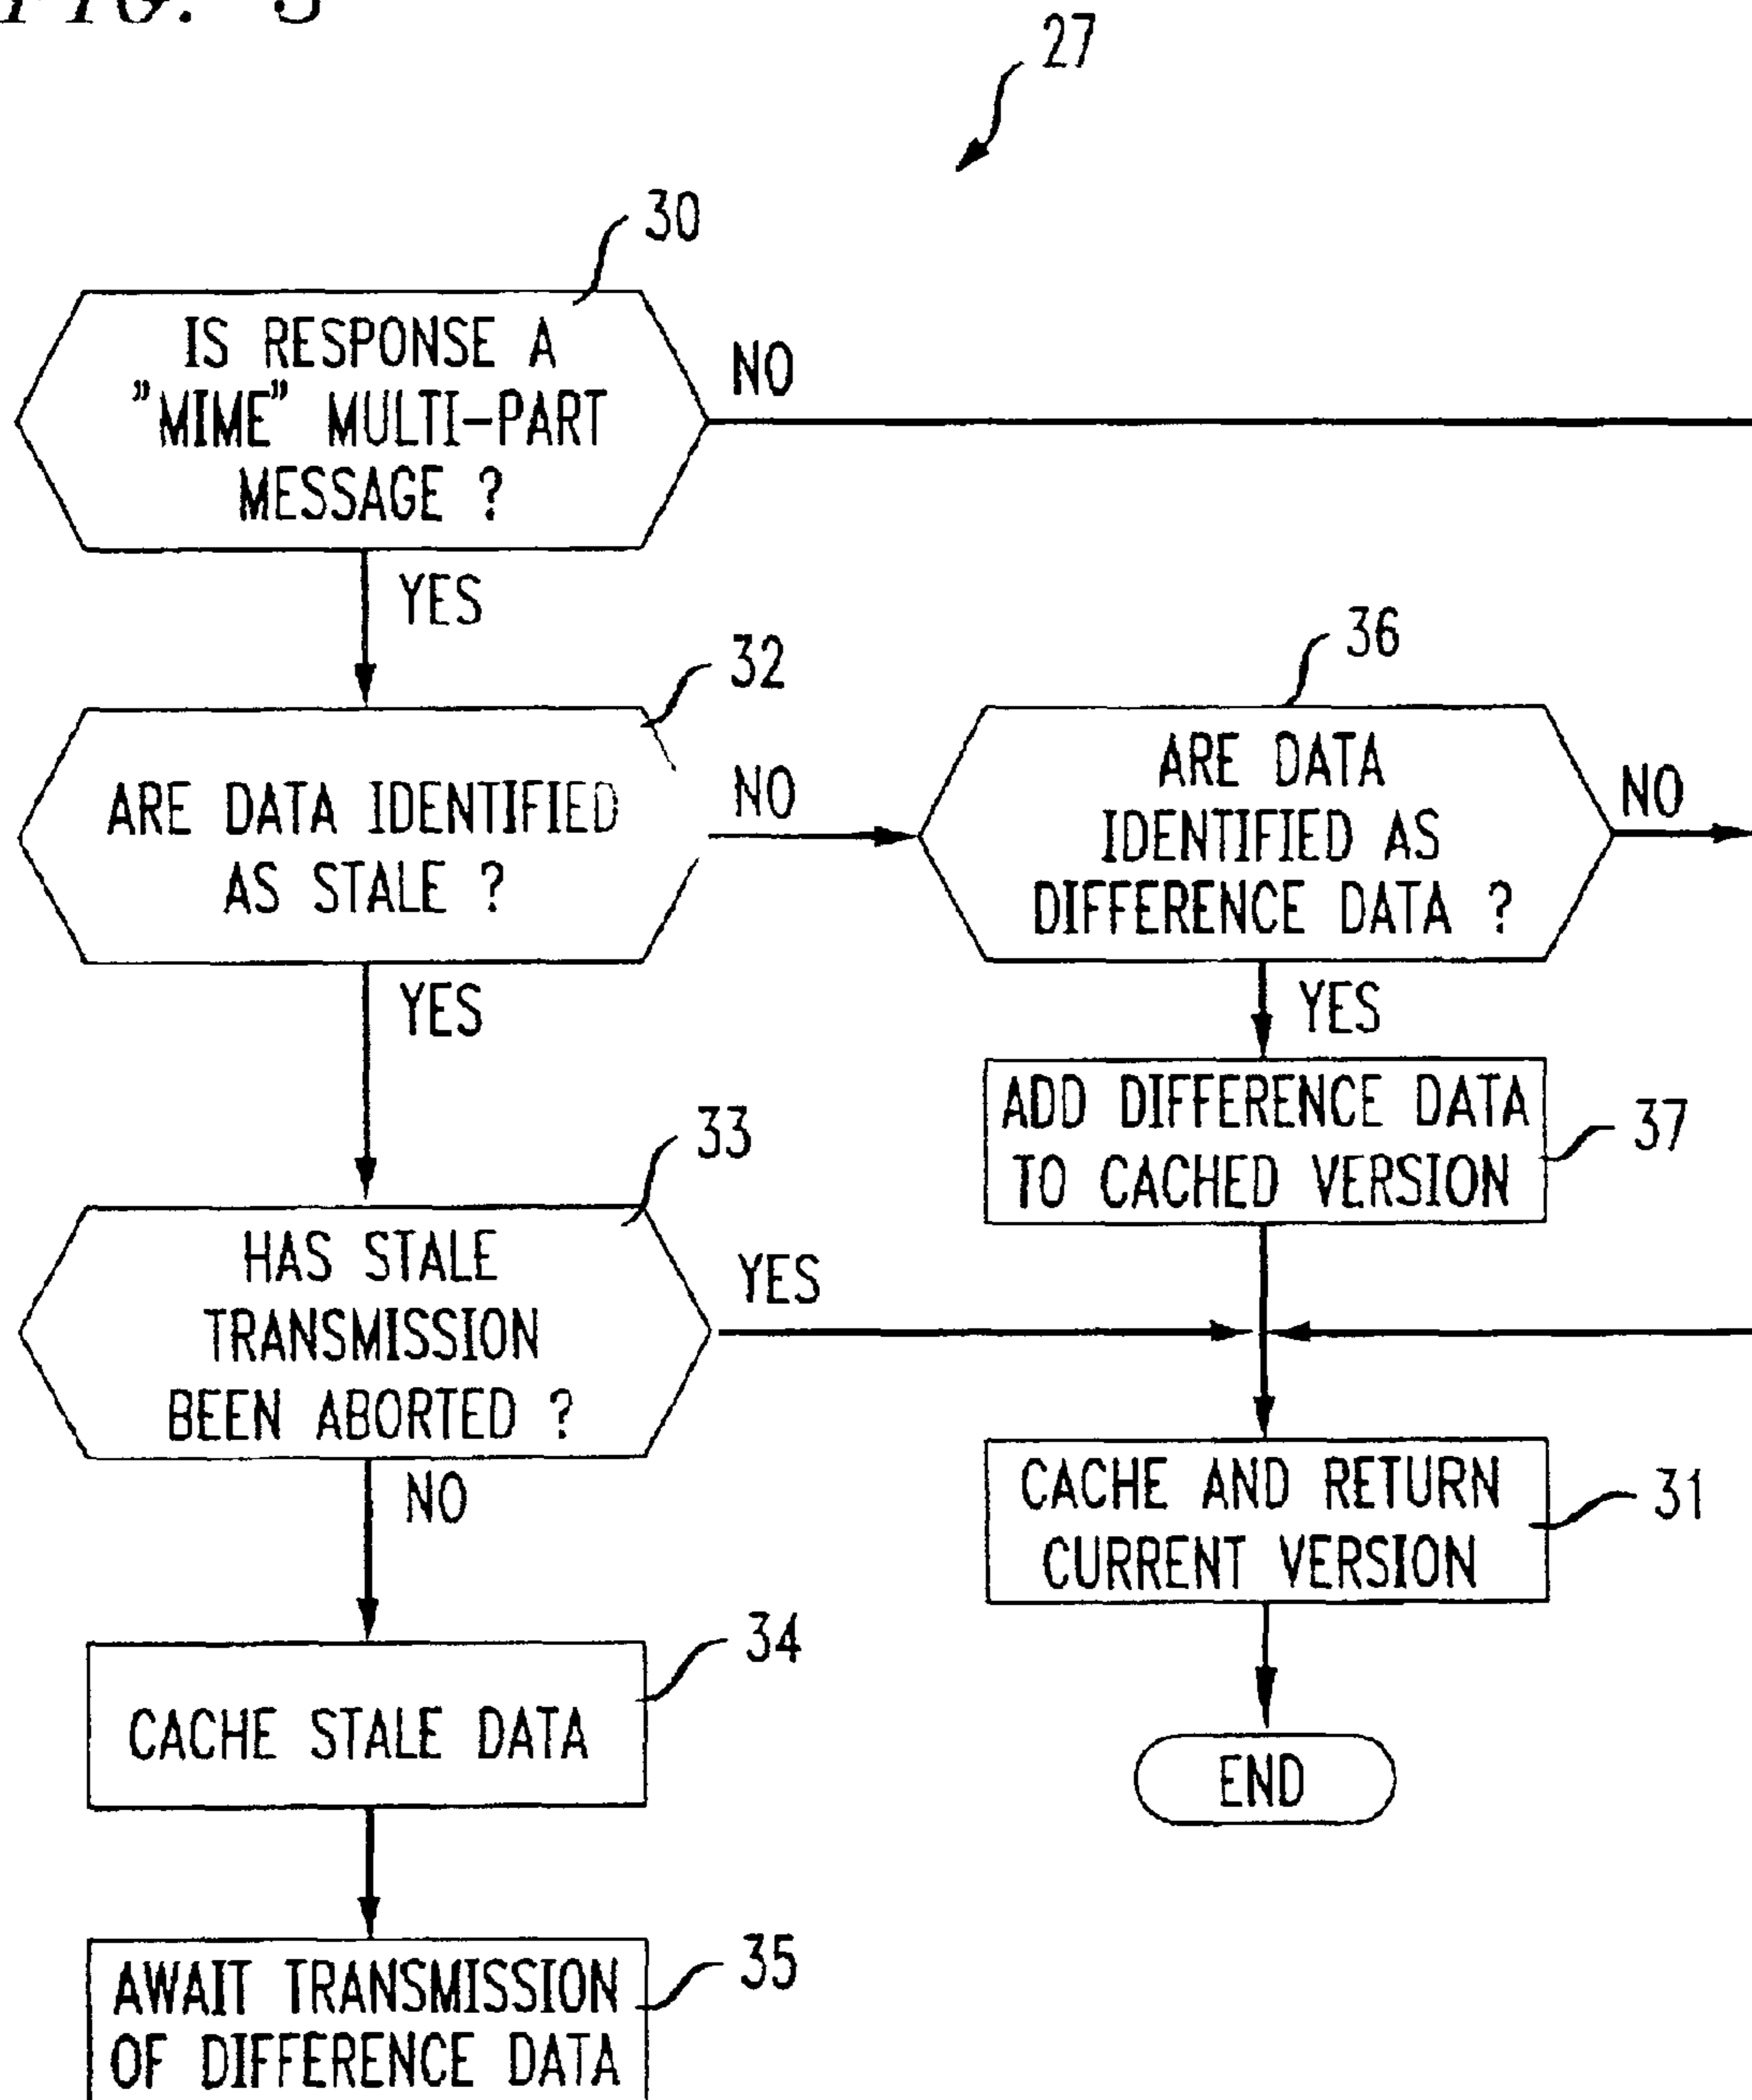 27
30
IS RESPONSE A
"MIME" MULTI-PART
MESSAGE ?
NO
YES
32
ARE DATA IDENTIFIED
AS STALE ?
NO
YES
36
ARE DATA
IDENTIFIED AS
DIFFERENCE DATA ?
NO
YES
ADD DIFFERENCE DATA
TO CACHED VERSION
37
33
HAS STALE
TRANSMISSION
BEEN ABORTED ?
YES
NO
CACHE AND RETURN
CURRENT VERSION
31
34
CACHE STALE DATA
END
35
AWAIT TRANSMISSION
OF DIFFERENCE DATA